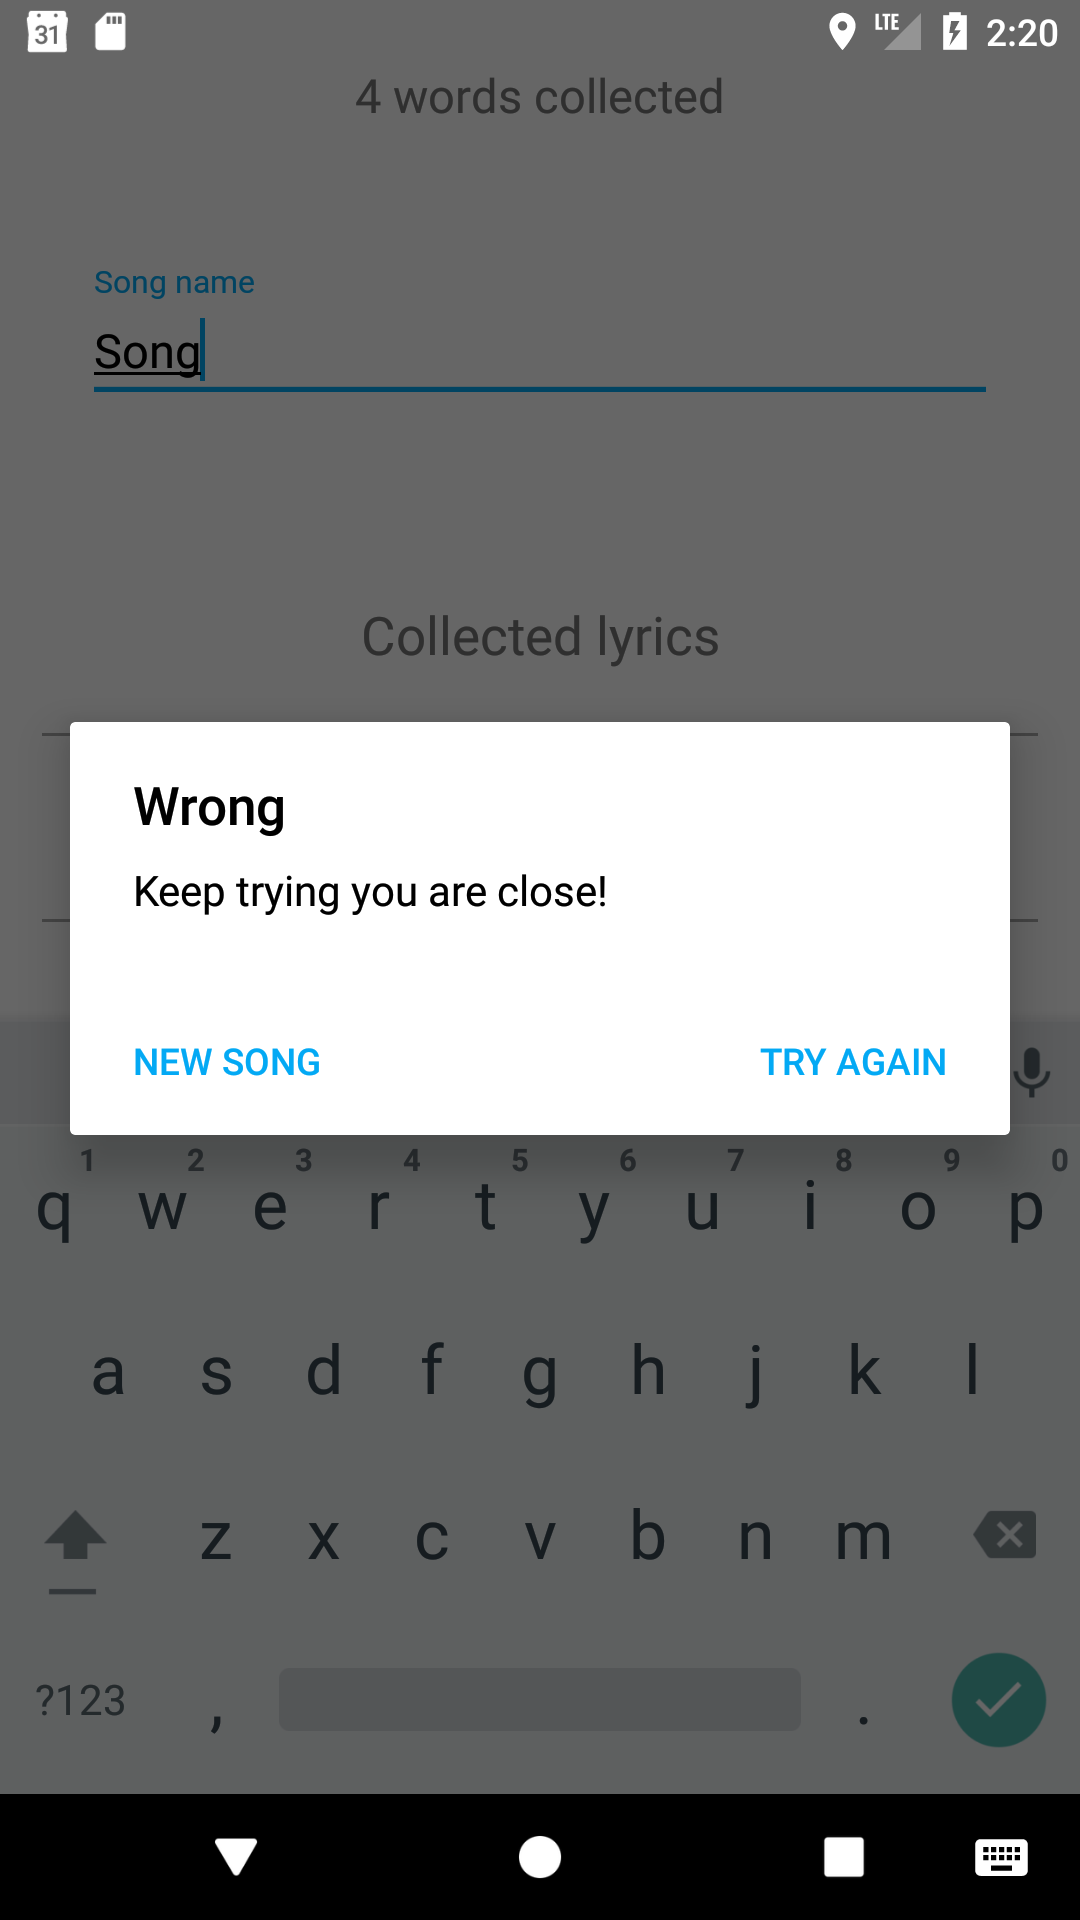 31 LTE 2:20
4 words collected
Song name
Song
Collected lyrics
Wrong
Keep trying you are close!
NEW SONG TRY AGAIN
1 2 3 4 5 6 7 8 9 0
q w e r t y u i o p
a s d f g h j k l
z x c v b n m
?123 , .